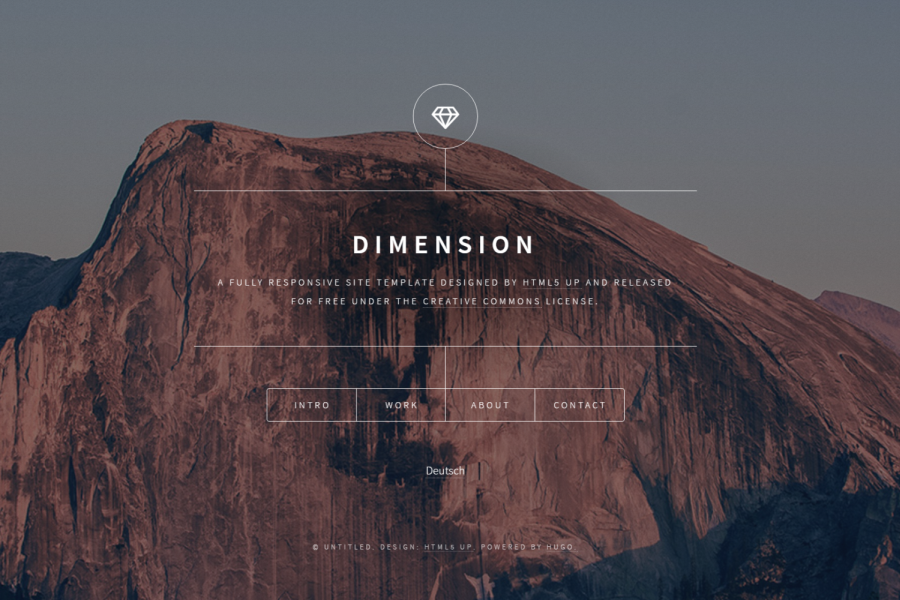 DIMENSION
A FULLY RESPONSIVE SITE TEMPLATE DESIGNED BY HTML5 UP AND RELEASED
FOR FREE UNDER THE CREATIVE COMMONS LICENSE.
INTRO WORK ABOUT CONTACT
Deutsch
© UNTITLED. DESIGN: HTML5 UP. POWERED BY HUGO.